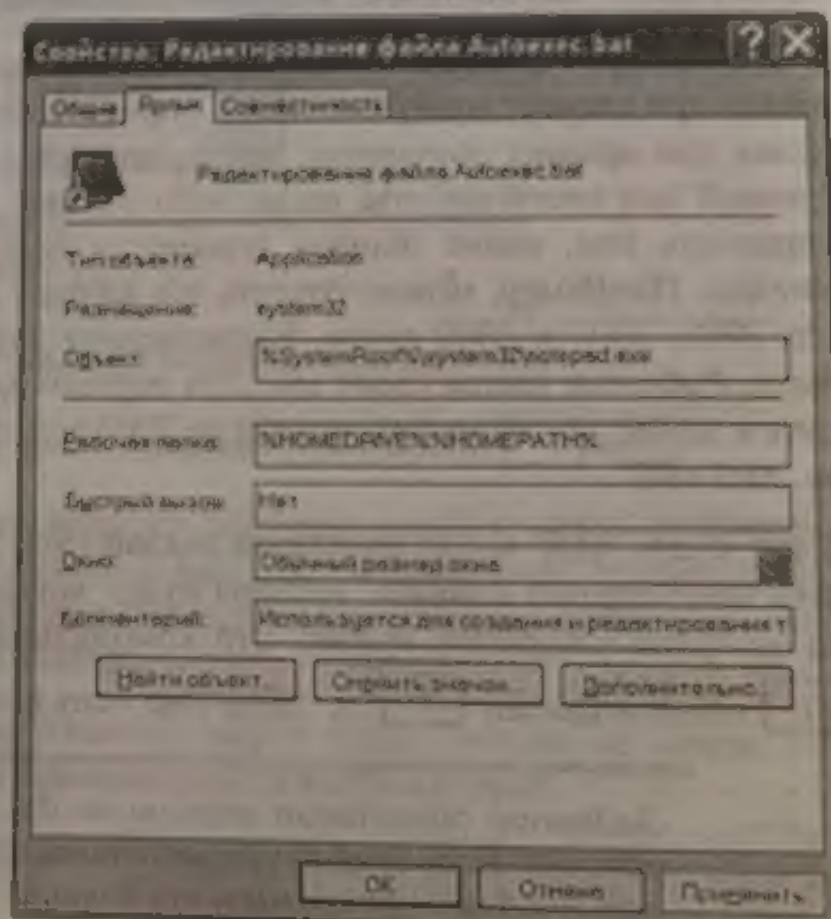 Свойства: Редактирование файла Autoexec.bat
Общие Ярлык Совместимость
Редактирование файла Autoexec.bat
Тип объекта: Application
Размещение: system32
Объект: %SystemRoot%\system32\notepad.exe
Рабочая папка: %HOMEDRIVE%%HOMEPATH%
Быстрый вызов: Нет
Окно: Обычный размер окна
Комментарий: Используется для создания и редактирования т
Найти объект... Сменить значок... Дополнительно...
ОК Отмена Применить